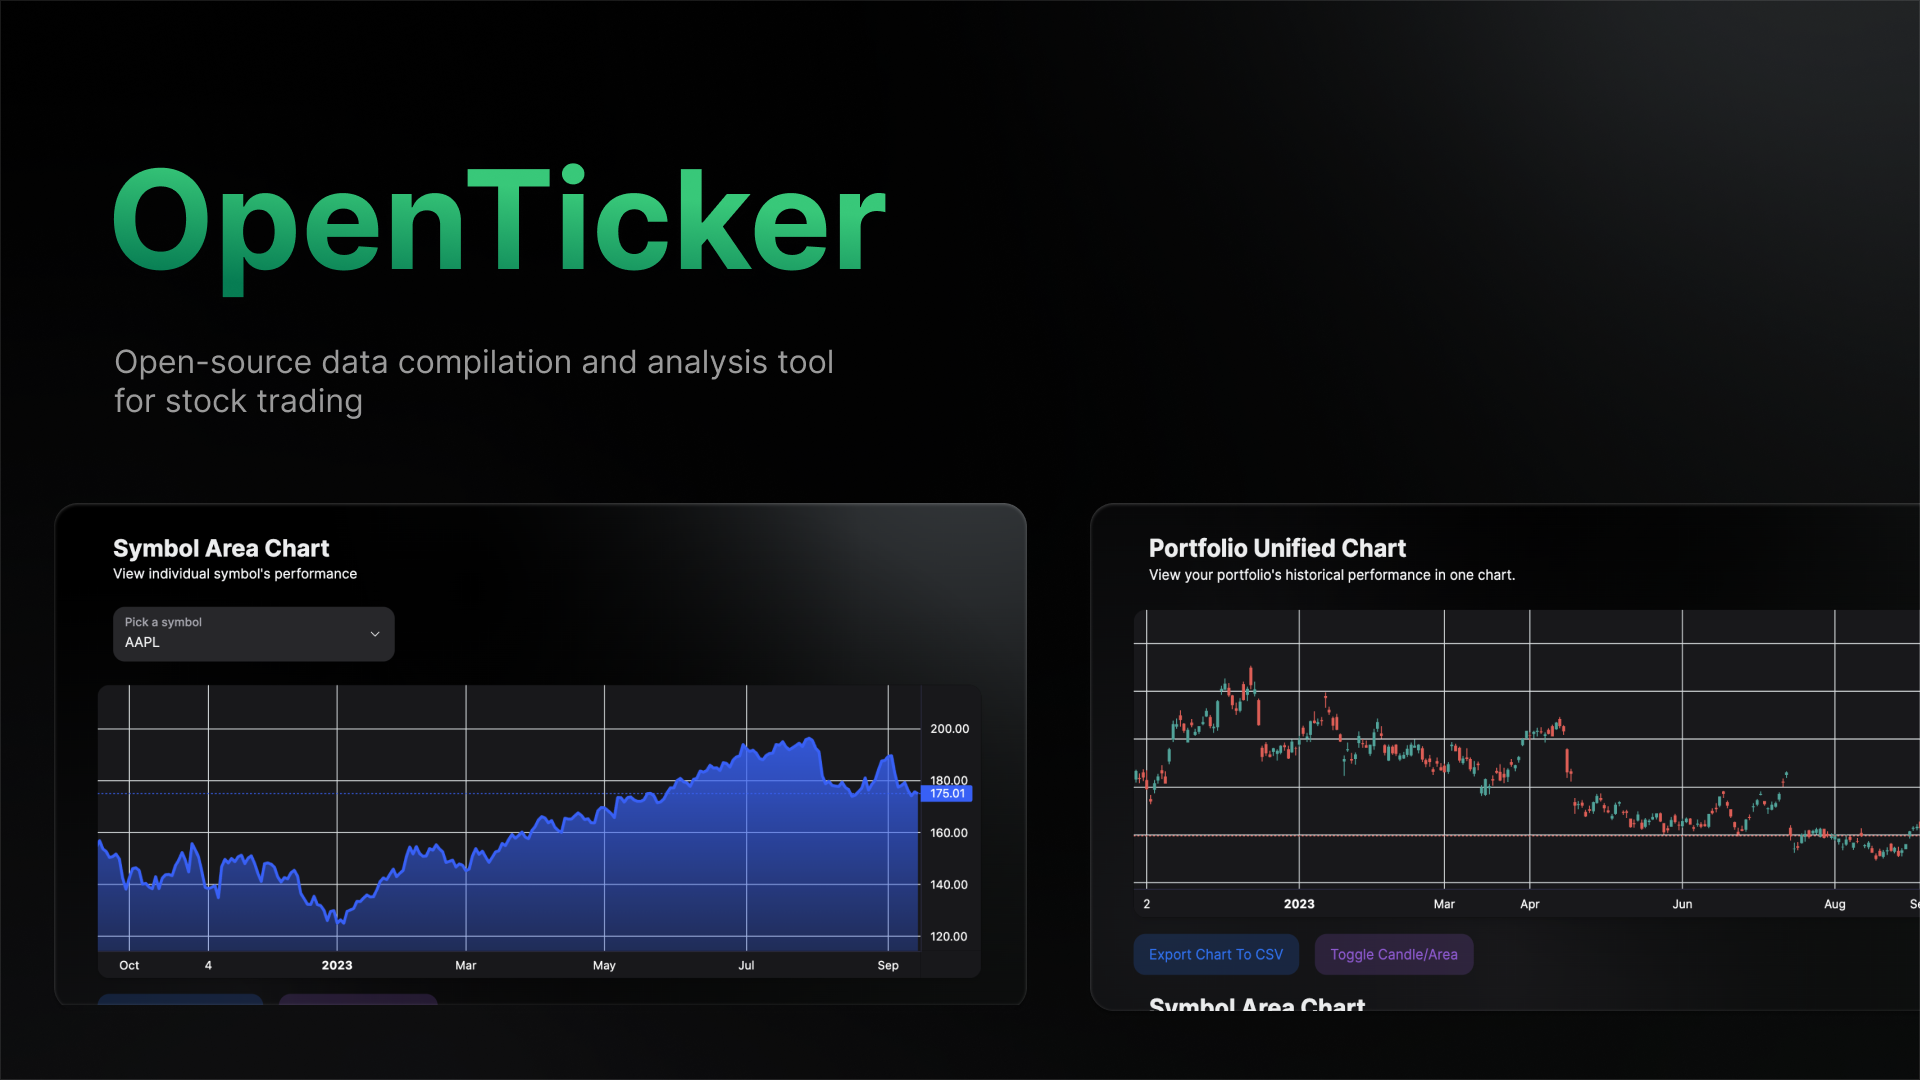 OpenTicker
Open-source data compilation and analysis tool
for stock trading
Symbol Area Chart
View individual symbol's performance
Pick a symbol
AAPL
200.00
180.00
175.01
160.00
140.00
120.00
Oct 4 2023 Mar May Jul Sep
Portfolio Unified Chart
View your portfolio's historical performance in one chart.
2 2023 Mar Apr Jun Aug
Export Chart To CSV Toggle Candle/Area
Symbol Area Chart